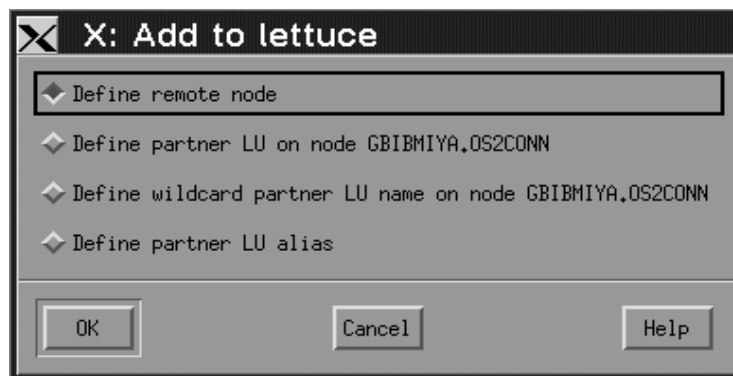 X: Add to lettuce
Define remote node
Define partner LU on node GBIBMIYA.OS2CONN
Define wildcard partner LU name on node GBIBMIYA.OS2CONN
Define partner LU alias
OK Cancel Help